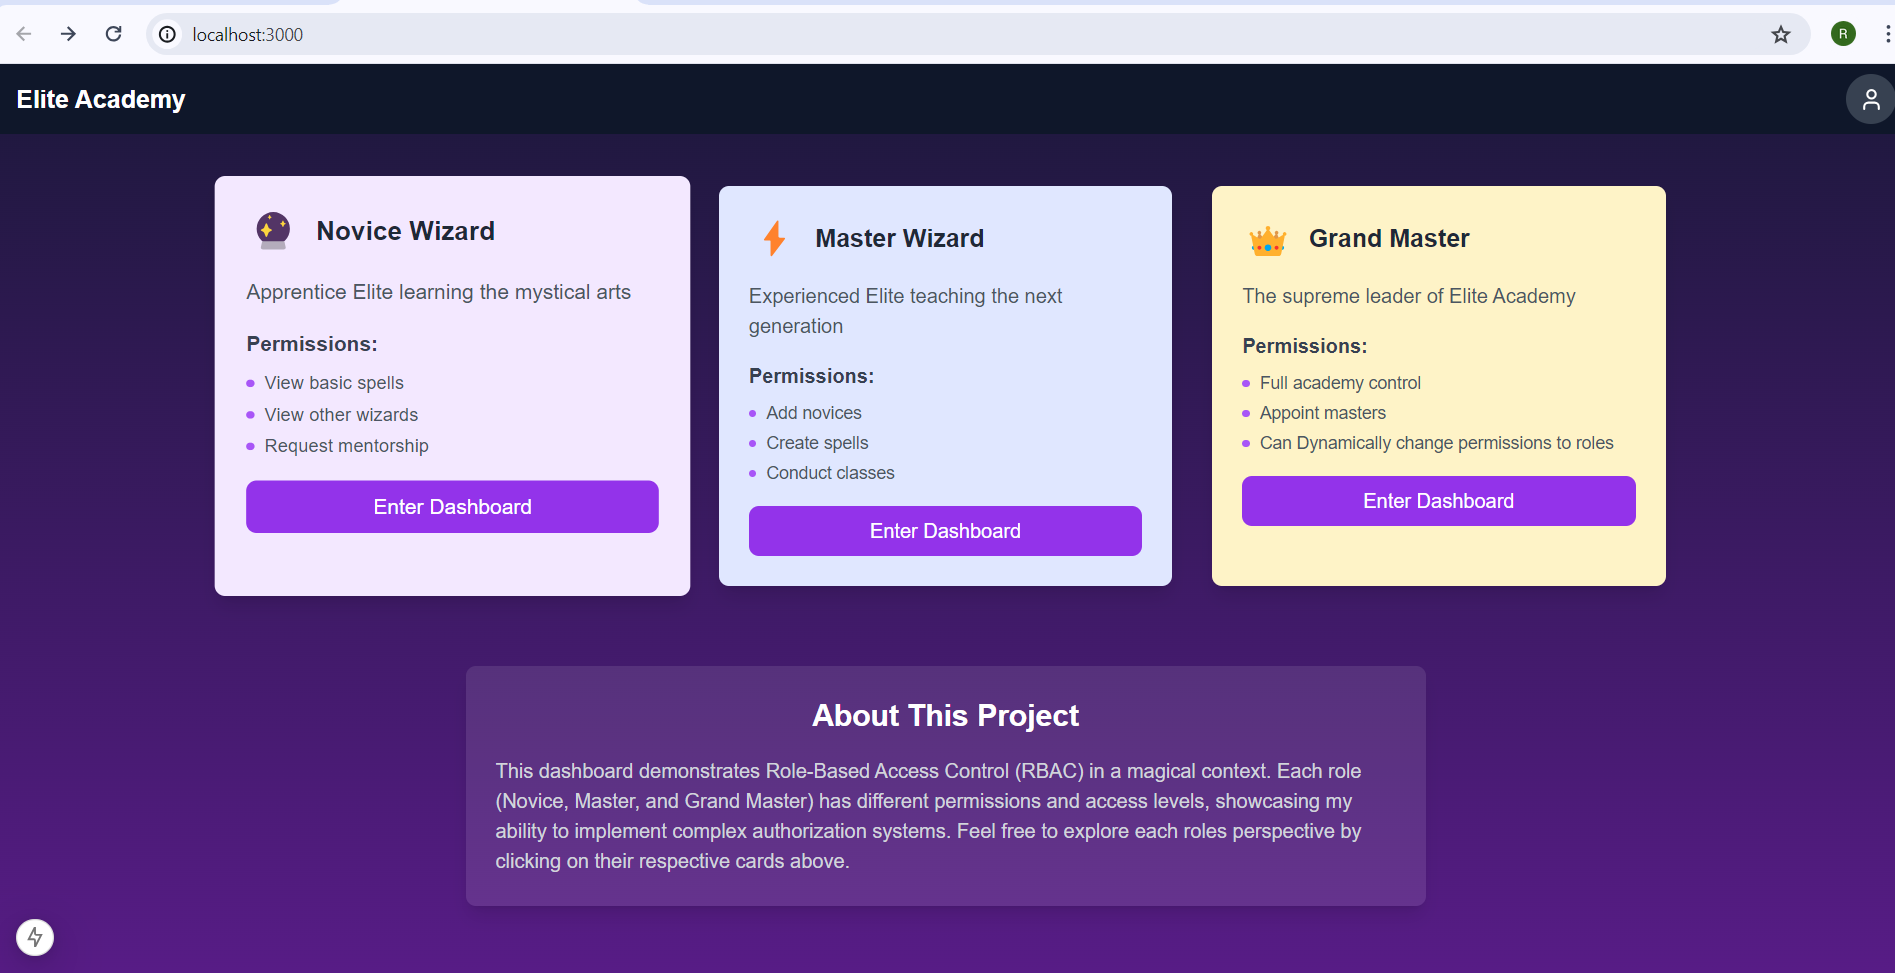 localhost:3000
R
Elite Academy
Novice Wizard
Apprentice Elite learning the mystical arts
Permissions:
View basic spells
View other wizards
Request mentorship
Enter Dashboard
Master Wizard
Experienced Elite teaching the next
generation
Permissions:
Add novices
Create spells
Conduct classes
Enter Dashboard
Grand Master
The supreme leader of Elite Academy
Permissions:
Full academy control
Appoint masters
Can Dynamically change permissions to roles
Enter Dashboard
About This Project
This dashboard demonstrates Role-Based Access Control (RBAC) in a magical context. Each role
(Novice, Master, and Grand Master) has different permissions and access levels, showcasing my
ability to implement complex authorization systems. Feel free to explore each roles perspective by
clicking on their respective cards above.